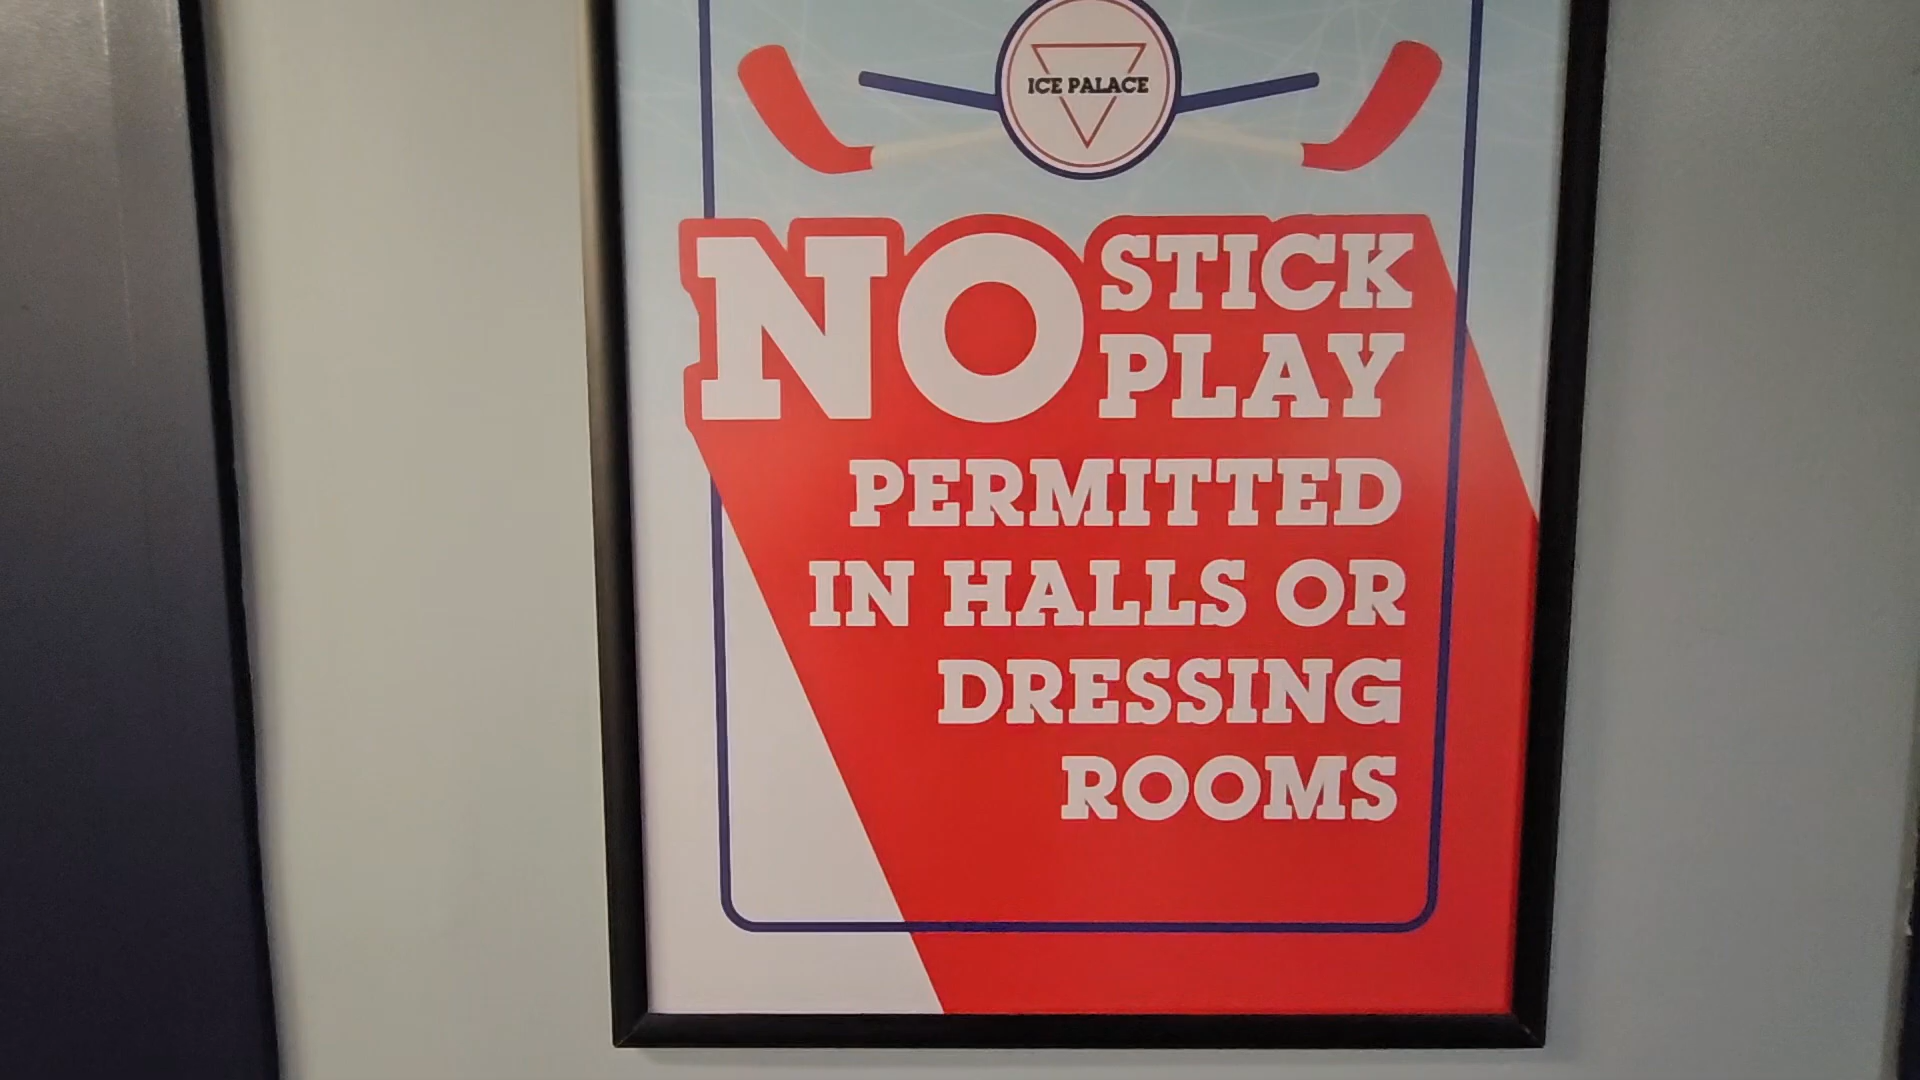 ICE PALACE
NO STICK
PLAY
PERMITTED
IN HALLS OR
DRESSING
ROOMS